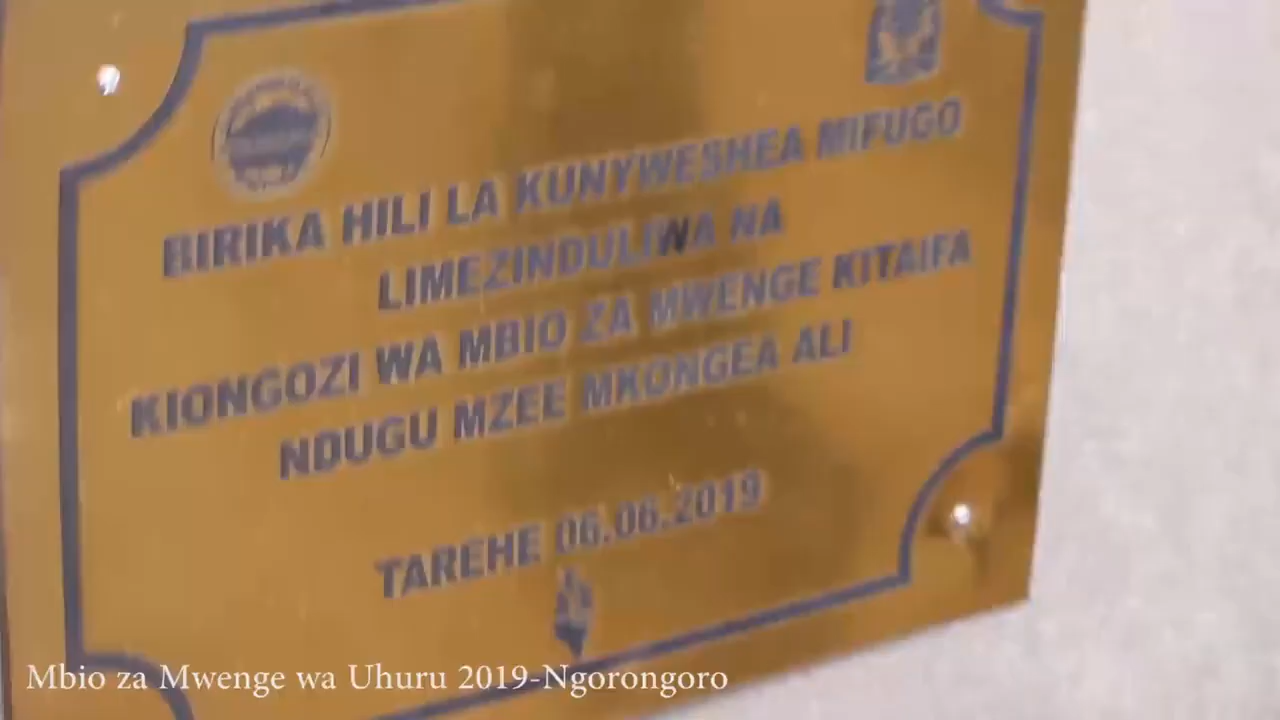 BIRIKA HILI LA KUNYWESHEA MIFUGO
LIMEZINDULIWA NA
KIONGOZI WA MBIO ZA MWENGE KITAIFA
NDUGU MZEE MKONGEA ALI
TAREHE 06.06.2019
Mbio za Mwenge wa Uhuru 2019-Ngorongoro